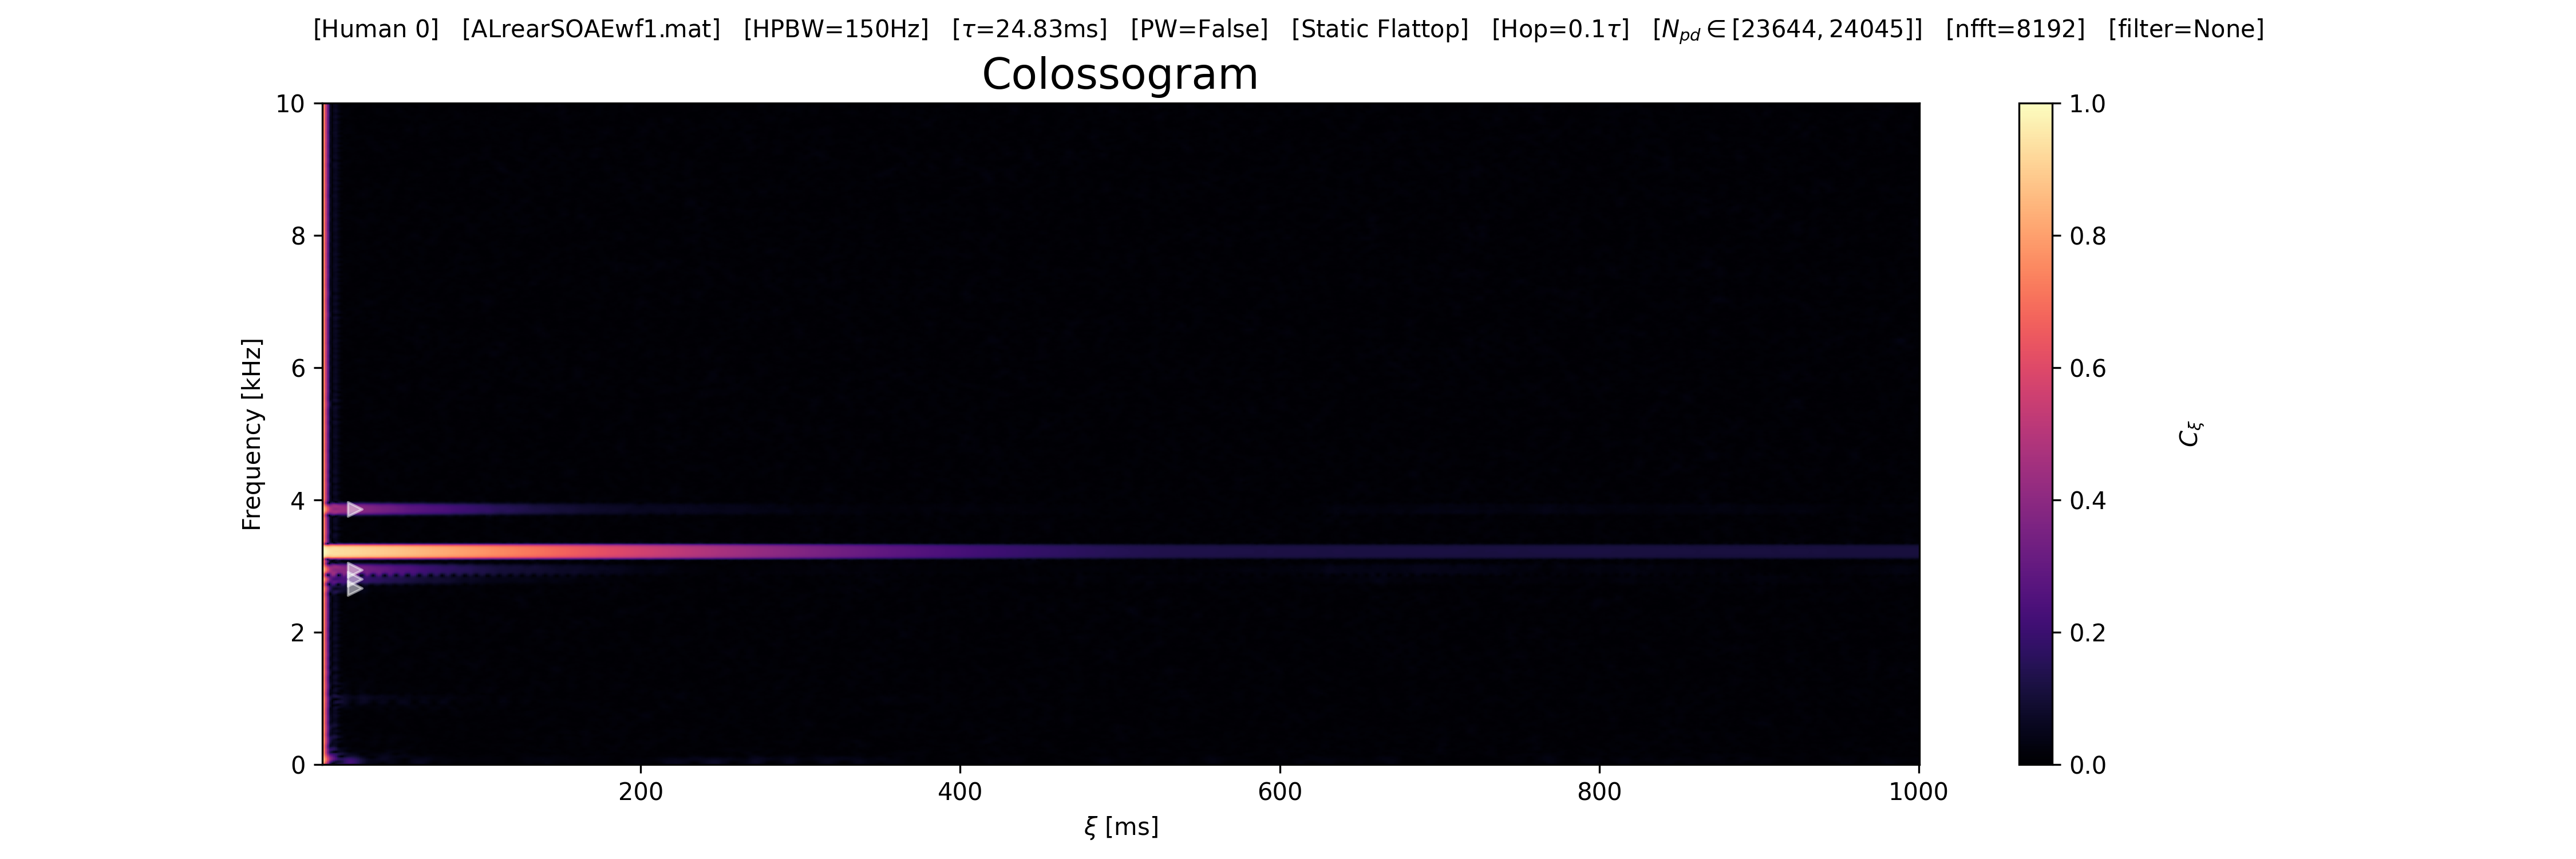 [Human 0] [ALrearSOAEwf1.mat] [HPBW=150Hz] [τ=24.83ms] [PW=False] [Static Flattop] [Hop=0.1τ] [N_pd ∈ [23644, 24045]] [nfft=8192] [filter=None]
Colossogram
Frequency [kHz]
10
8
6
4
2
0
200 400 600 800 1000
ξ [ms]
1.0
0.8
0.6
0.4
0.2
0.0
C_ξ